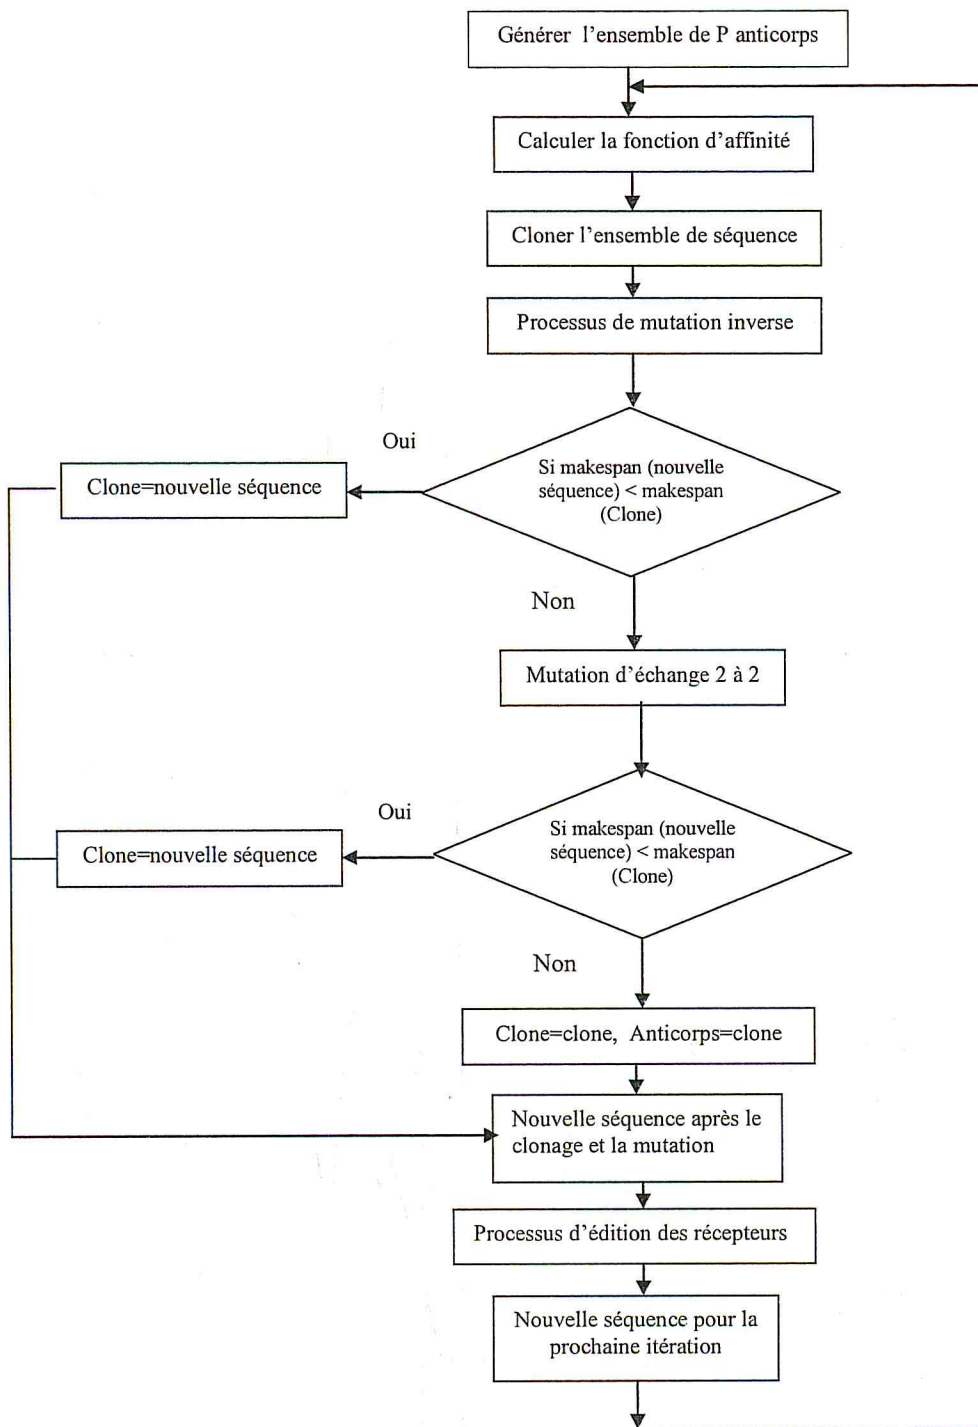 Générer l'ensemble de P anticorps
Calculer la fonction d'affinité
Cloner l'ensemble de séquence
Processus de mutation inverse
Oui
Si makespan (nouvelle
séquence) < makespan
(Clone)
Clone=nouvelle séquence
Non
Mutation d'échange 2 à 2
Oui
Si makespan (nouvelle
séquence) < makespan
(Clone)
Clone=nouvelle séquence
Non
Clone=clone, Anticorps=clone
Nouvelle séquence après le
clonage et la mutation
Processus d'édition des récepteurs
Nouvelle séquence pour la
prochaine itération